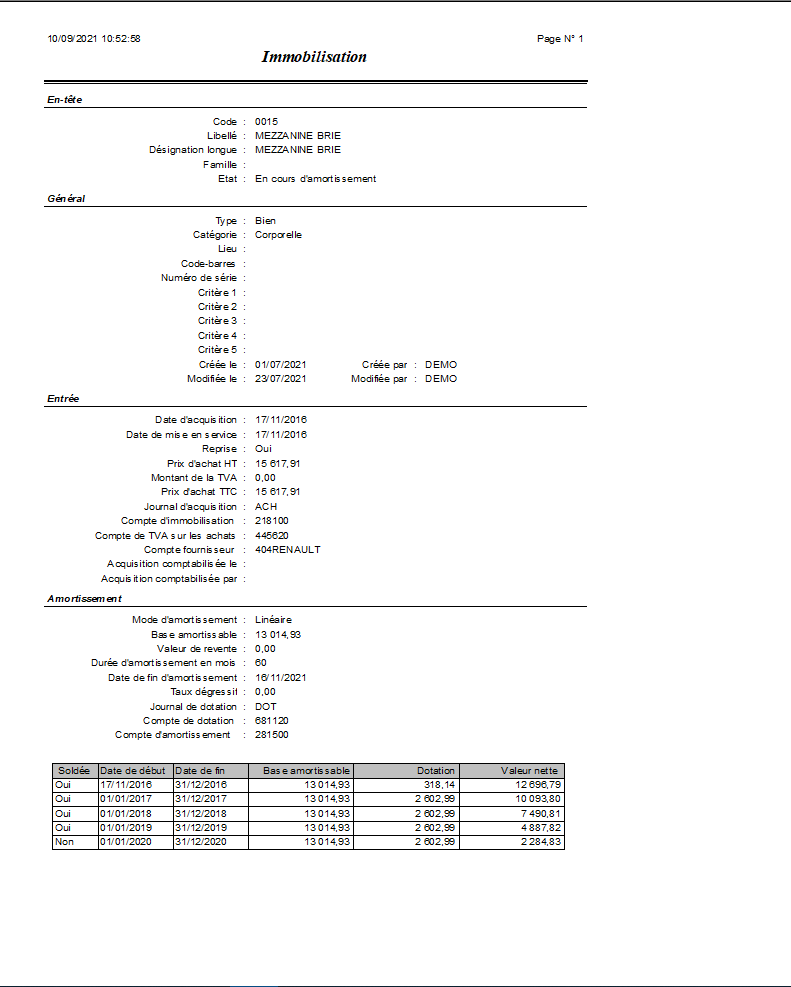 10/09/2021 10:52:58 Page N° 1
Immobilisation
En-tête
Code : 0015
Libellé : MEZZANINE BRIE
Désignation longue : MEZZANINE BRIE
Famille :
Etat : En cours d'amortissement
Général
Type : Bien
Catégorie : Corporelle
Lieu :
Code-barres :
Numéro de série :
Critère 1 :
Critère 2 :
Critère 3 :
Critère 4 :
Critère 5 :
Créée le : 01/07/2021 Créée par : DEMO
Modifiée le : 23/07/2021 Modifiée par : DEMO
Entrée
Date d'acquisition : 17/11/2016
Date de mise en service : 17/11/2016
Reprise : Oui
Prix d'achat HT : 15 617,91
Montant de la TVA : 0,00
Prix d'achat TTC : 15 617,91
Journal d'acquisition : ACH
Compte d'immobilisation : 218100
Compte de TVA sur les achats : 445620
Compte fournisseur : 404RENAULT
Acquisition comptabilisée le :
Acquisition comptabilisée par :
Amortissement
Mode d'amortissement : Linéaire
Base amortissable : 13 014,93
Valeur de revente : 0,00
Durée d'amortissement en mois : 60
Date de fin d'amortissement : 16/11/2021
Taux dégressif : 0,00
Journal de dotation : DOT
Compte de dotation : 681120
Compte d'amortissement : 281500
Soldée Date de début Date de fin Base amortissable Dotation Valeur nette
Oui 17/11/2016 31/12/2016 13 014,93 318,14 12 696,79
Oui 01/01/2017 31/12/2017 13 014,93 2 602,99 10 093,80
Oui 01/01/2018 31/12/2018 13 014,93 2 602,99 7 490,81
Oui 01/01/2019 31/12/2019 13 014,93 2 602,99 4 887,82
Non 01/01/2020 31/12/2020 13 014,93 2 602,99 2 284,83